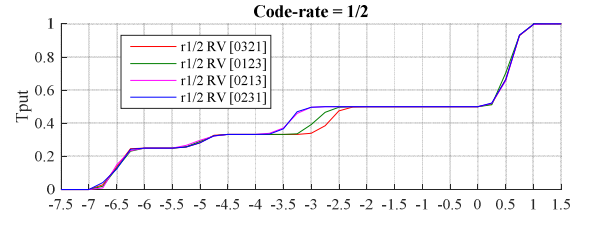 Code-rate = 1/2
1
0.8
0.6
0.4
0.2
0
Tput
r1/2 RV [0321]
r1/2 RV [0123]
r1/2 RV [0213]
r1/2 RV [0231]
-7.5 -7 -6.5 -6 -5.5 -5 -4.5 -4 -3.5 -3 -2.5 -2 -1.5 -1 -0.5 0 0.5 1 1.5